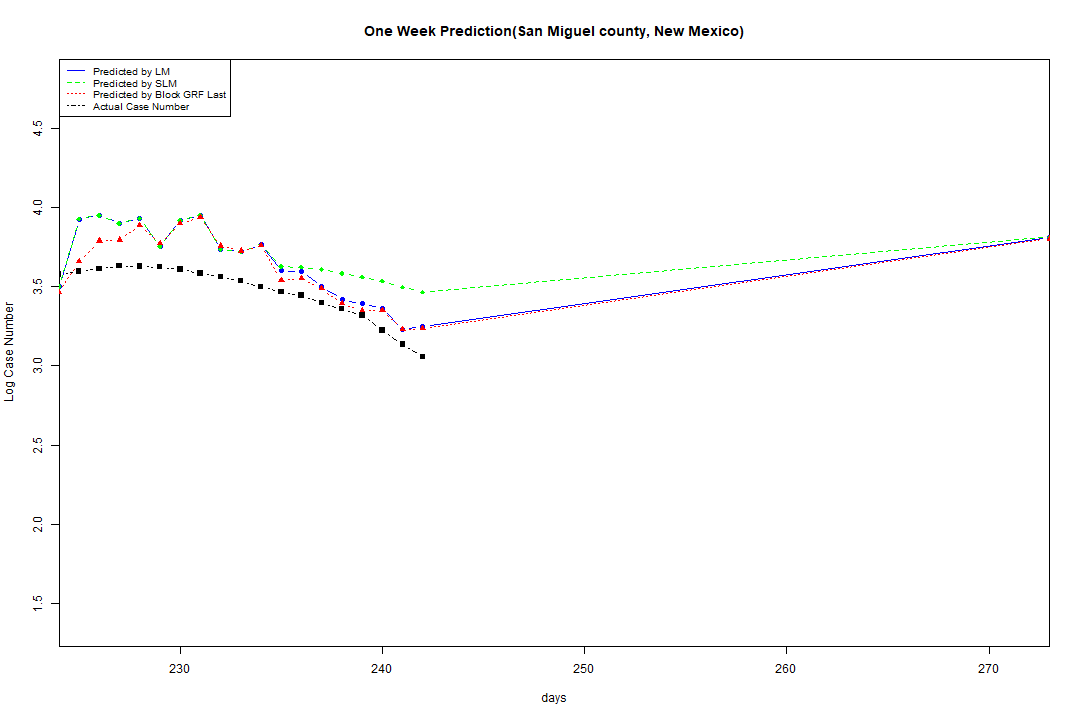 One Week Prediction(San Miguel county, New Mexico)
Predicted by LM
Predicted by SLM
Predicted by Block GRF Last
Actual Case Number
4.5
4.0
3.5
3.0
2.5
2.0
1.5
Log Case Number
230 240 250 260 270
days